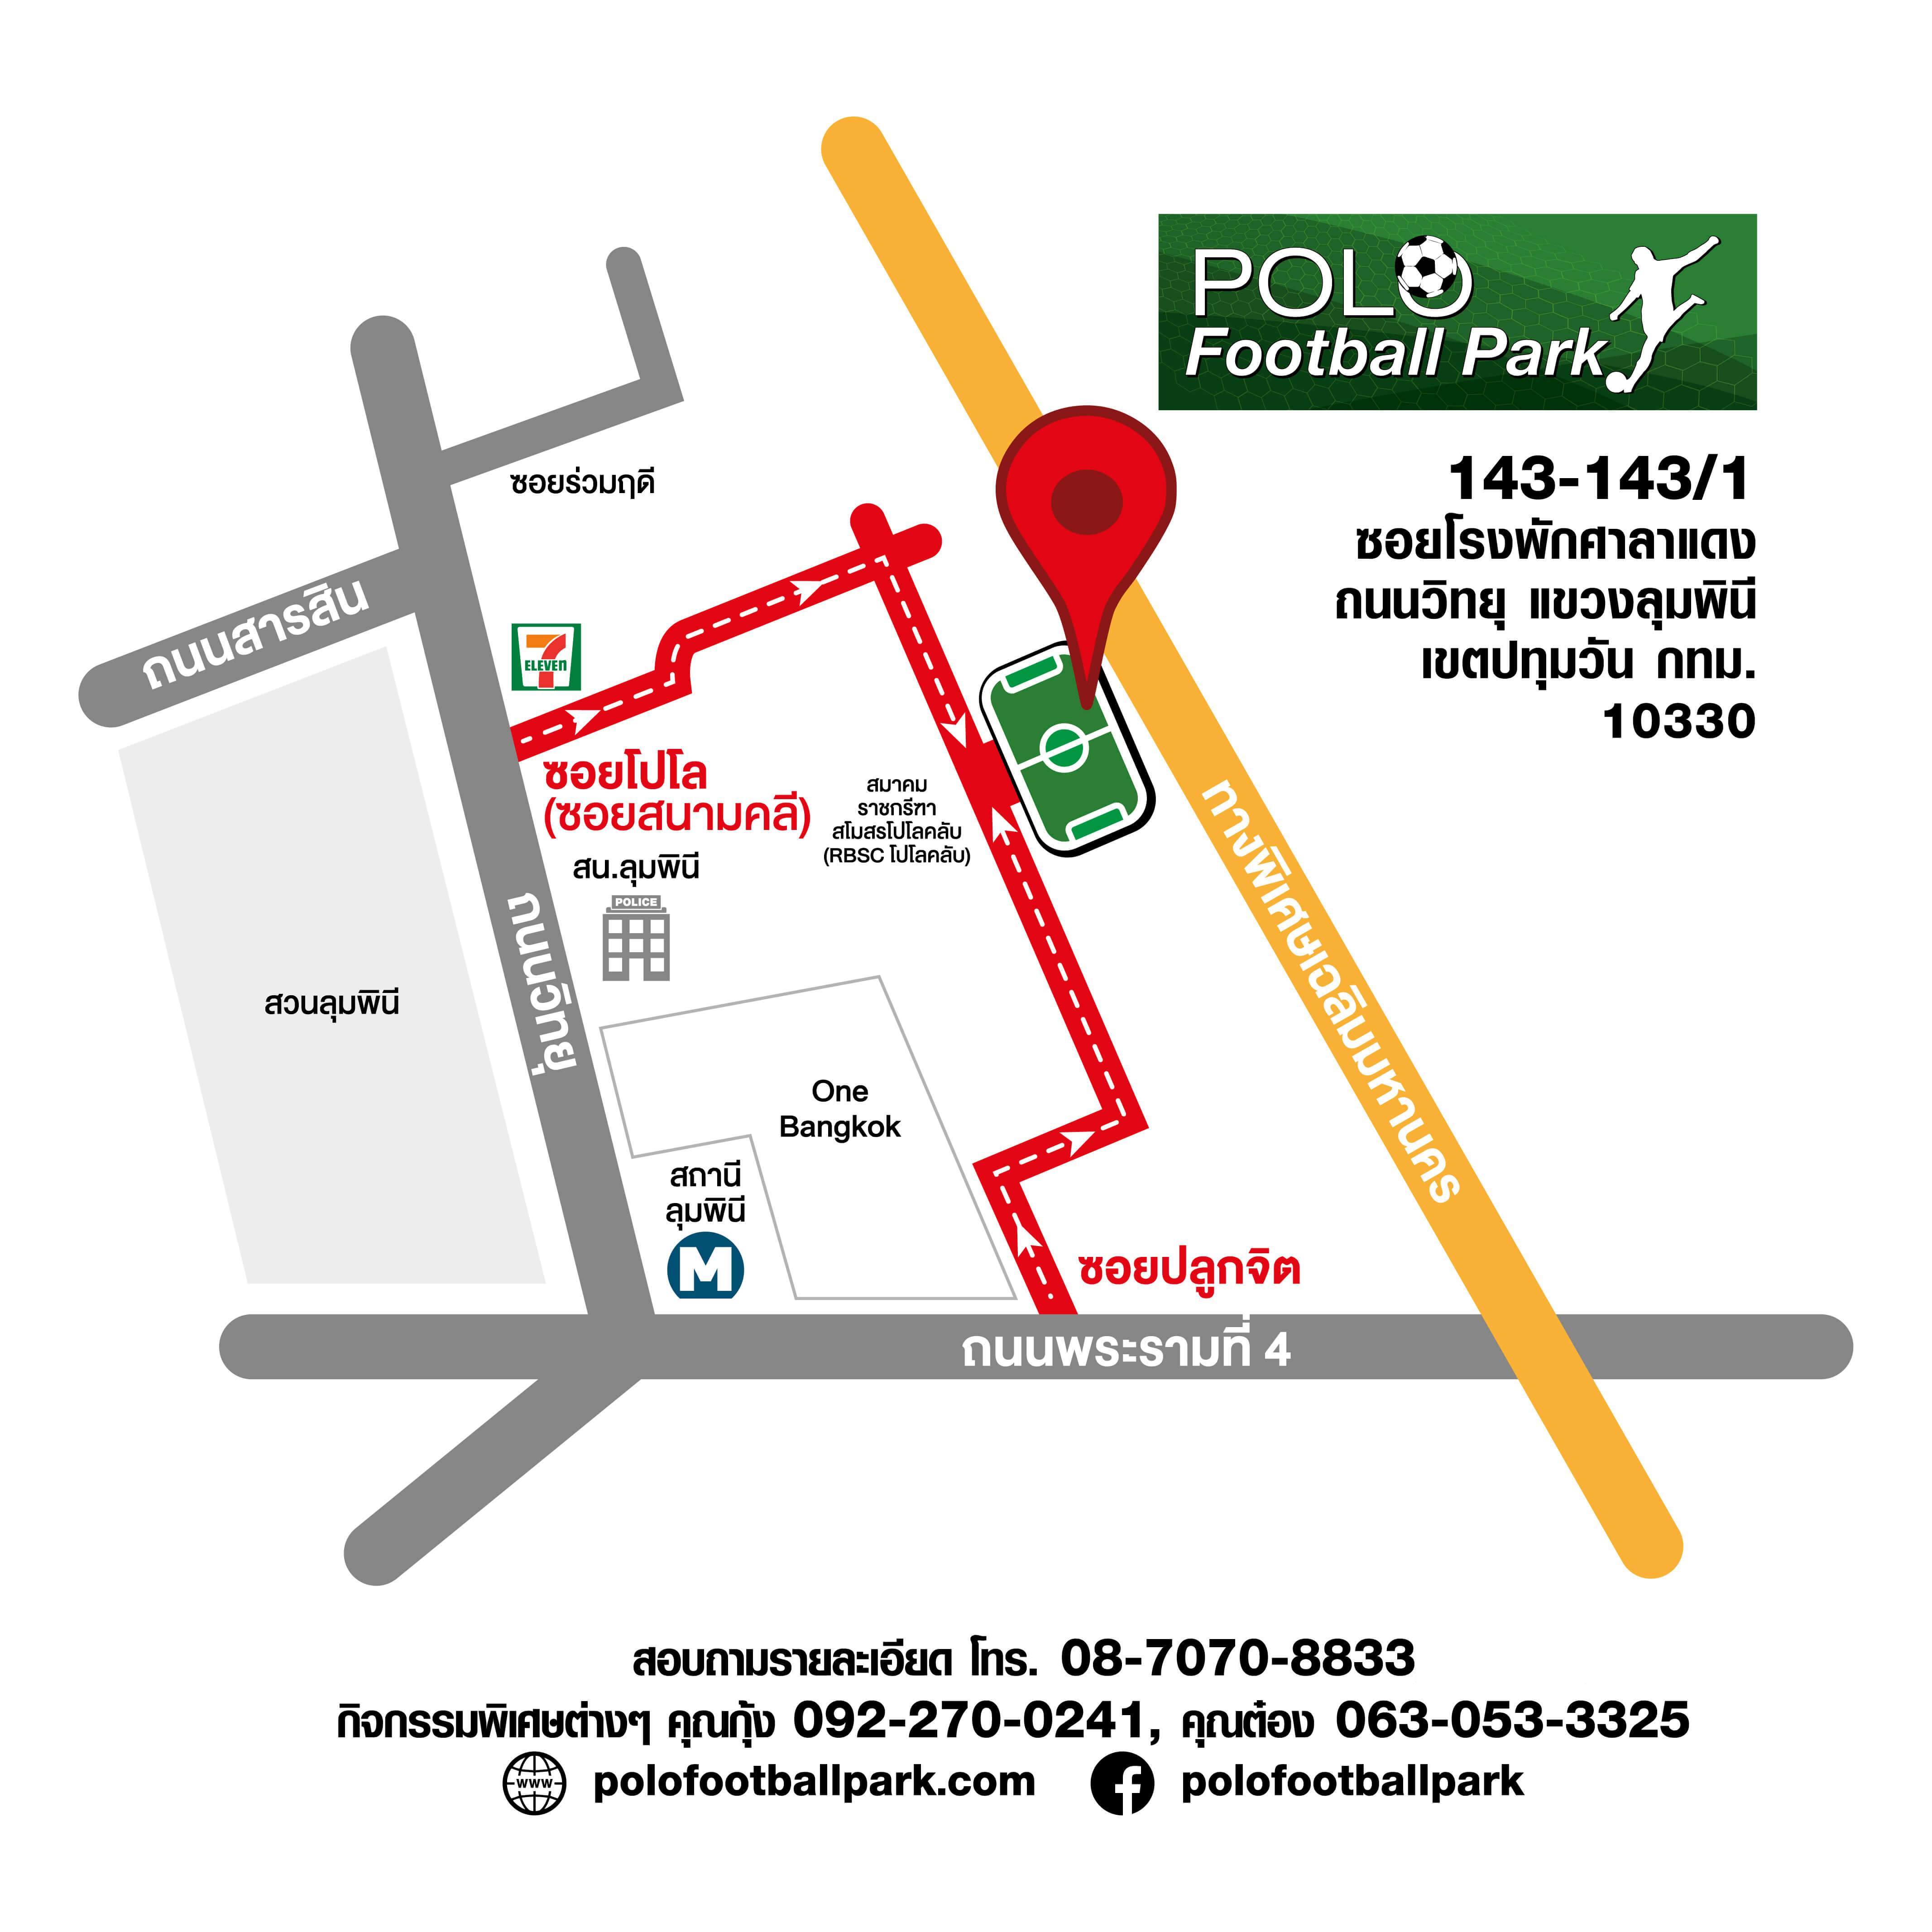 POLO
Football Park
143-143/1
ซอยโรงพักศาลาแดง
ถนนวิทยุ แขวงลุมพินี
เขตปทุมวัน กทม.
10330
ซอยร่วมฤดี
ถนนสารสิน
7
ELEVEn
ซอยโปโล
(ซอยสนามคลี)
สมาคม
ราชกรีฑา
สโมสรโปโลคลับ
(RBSC โปโลคลับ)
สน.ลุมพินี
POLICE
ถนนวิทยุ
สวนลุมพินี
ทางพิเศษเฉลิมมหานคร
One
Bangkok
สถานี
ลุมพินี
M
ซอยปลูกจิต
ถนนพระรามที่ 4
สอบถามรายละเอียด โทร. 08-7070-8833
กิจกรรมพิเศษต่างๆ คุณกุ้ง 092-270-0241, คุณต๋อง 063-053-3325
www polofootballpark.com f polofootballpark